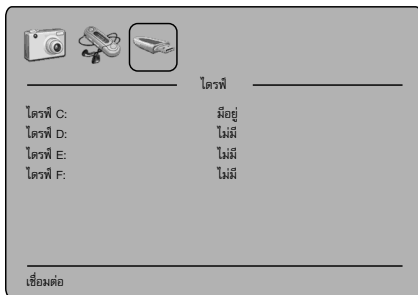 ไดรฟ์
ไดรฟ์ C: มีอยู่
ไดรฟ์ D: ไม่มี
ไดรฟ์ E: ไม่มี
ไดรฟ์ F: ไม่มี
เชื่อมต่อ